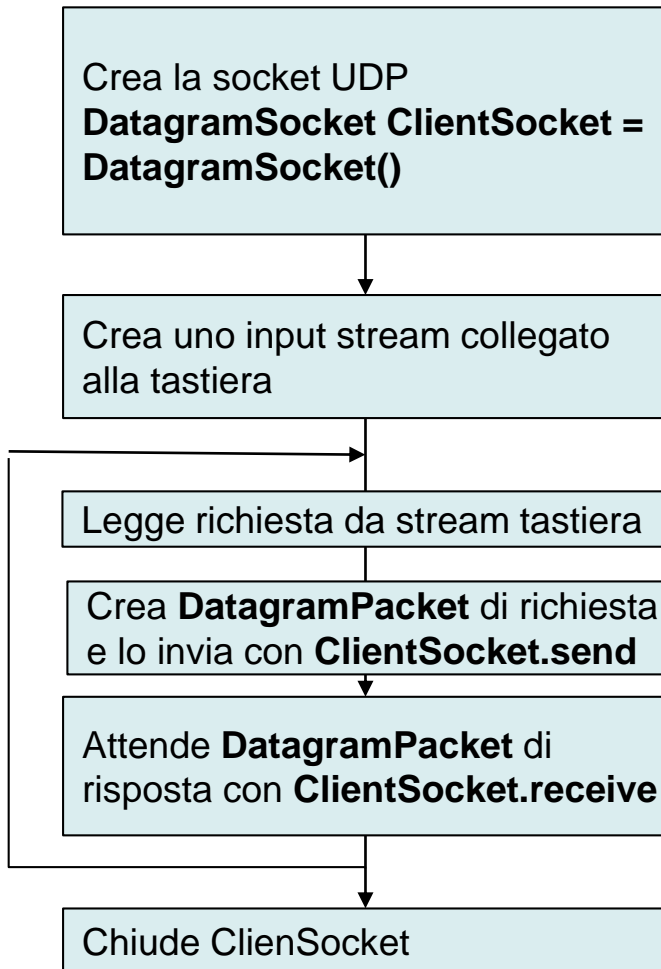 Crea la socket UDP
DatagramSocket ClientSocket =
DatagramSocket()
Crea uno input stream collegato
alla tastiera
Legge richiesta da stream tastiera
Crea DatagramPacket di richiesta
e lo invia con ClientSocket.send
Attende DatagramPacket di
risposta con ClientSocket.receive
Chiude ClienSocket